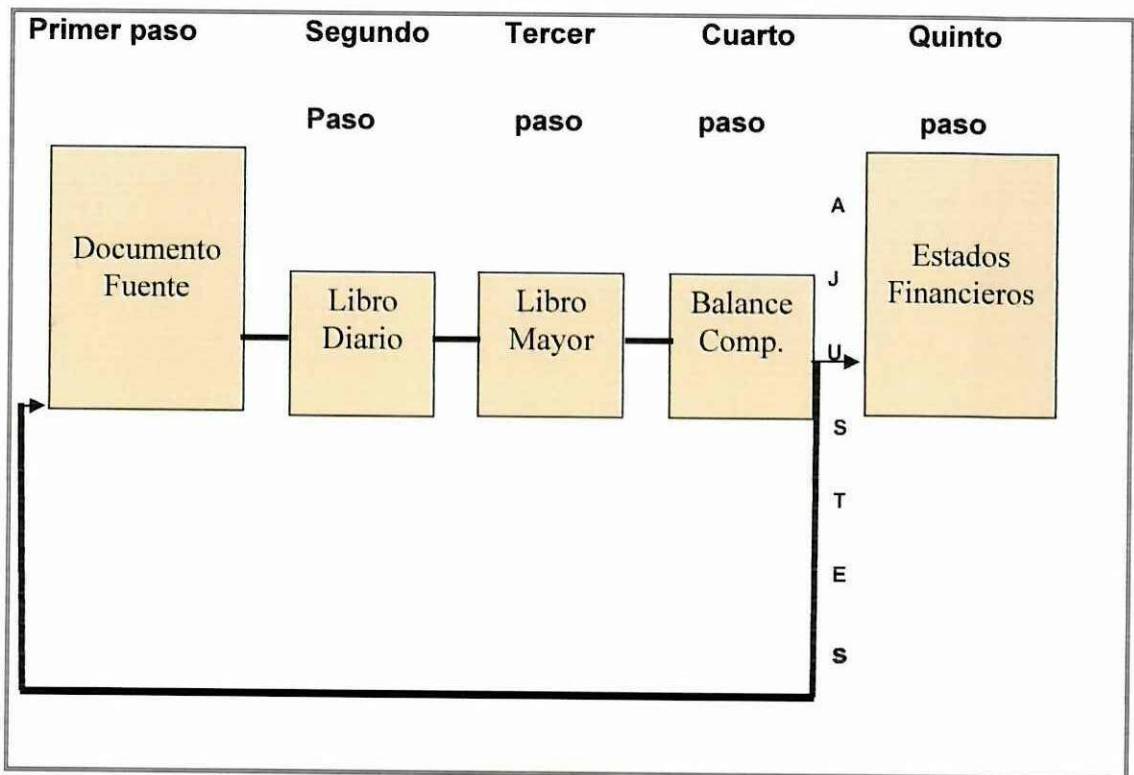 Primer paso
Segundo
Paso
Tercer
paso
Cuarto
paso
Quinto
paso
Documento
Fuente
Libro
Diario
Libro
Mayor
Balance
Comp.
A
J
U
S
T
E
S
Estados
Financieros